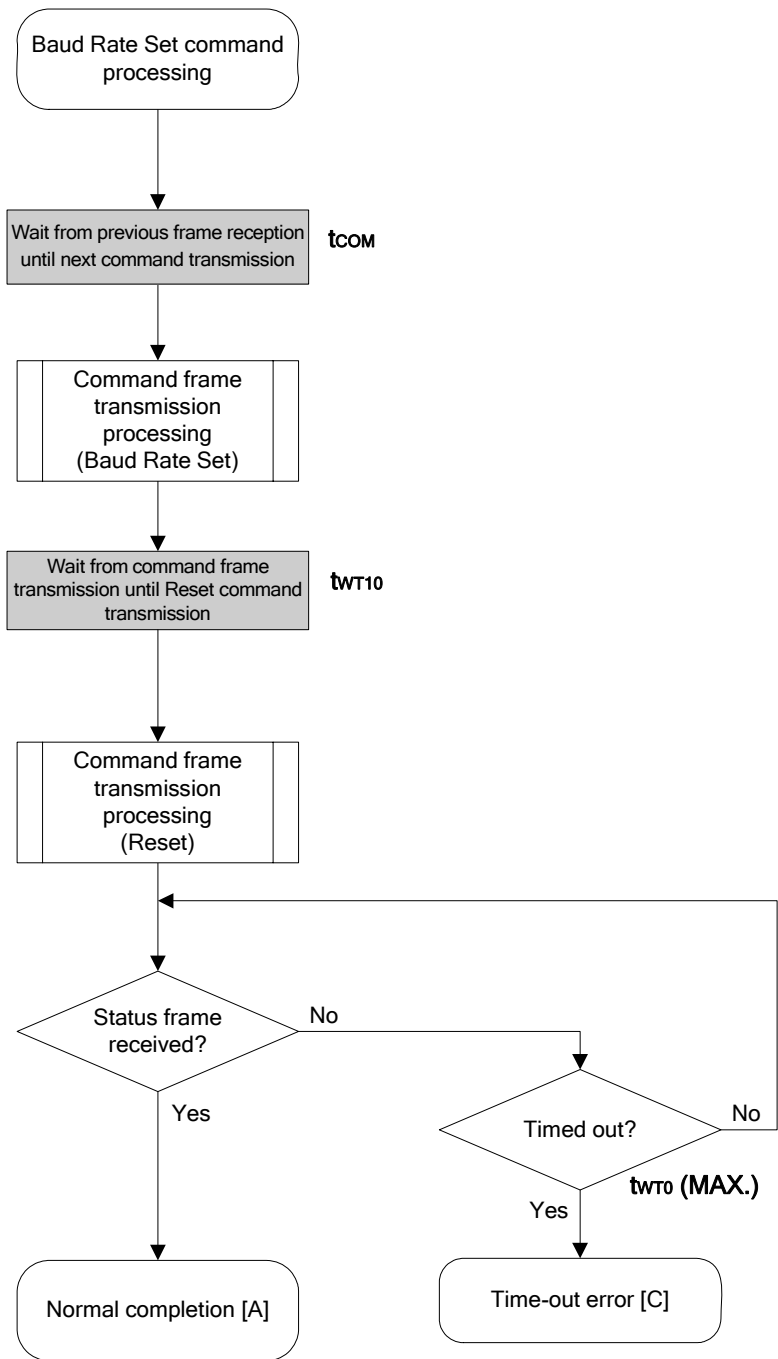 Baud Rate Set command
processing
Wait from previous frame reception
until next command transmission
tCOM
Command frame
transmission
processing
(Baud Rate Set)
Wait from command frame
transmission until Reset command
transmission
tWT10
Command frame
transmission
processing
(Reset)
Status frame
received?
No
Yes
Timed out?
No
tWT0 (MAX.)
Yes
Normal completion [A]
Time-out error [C]